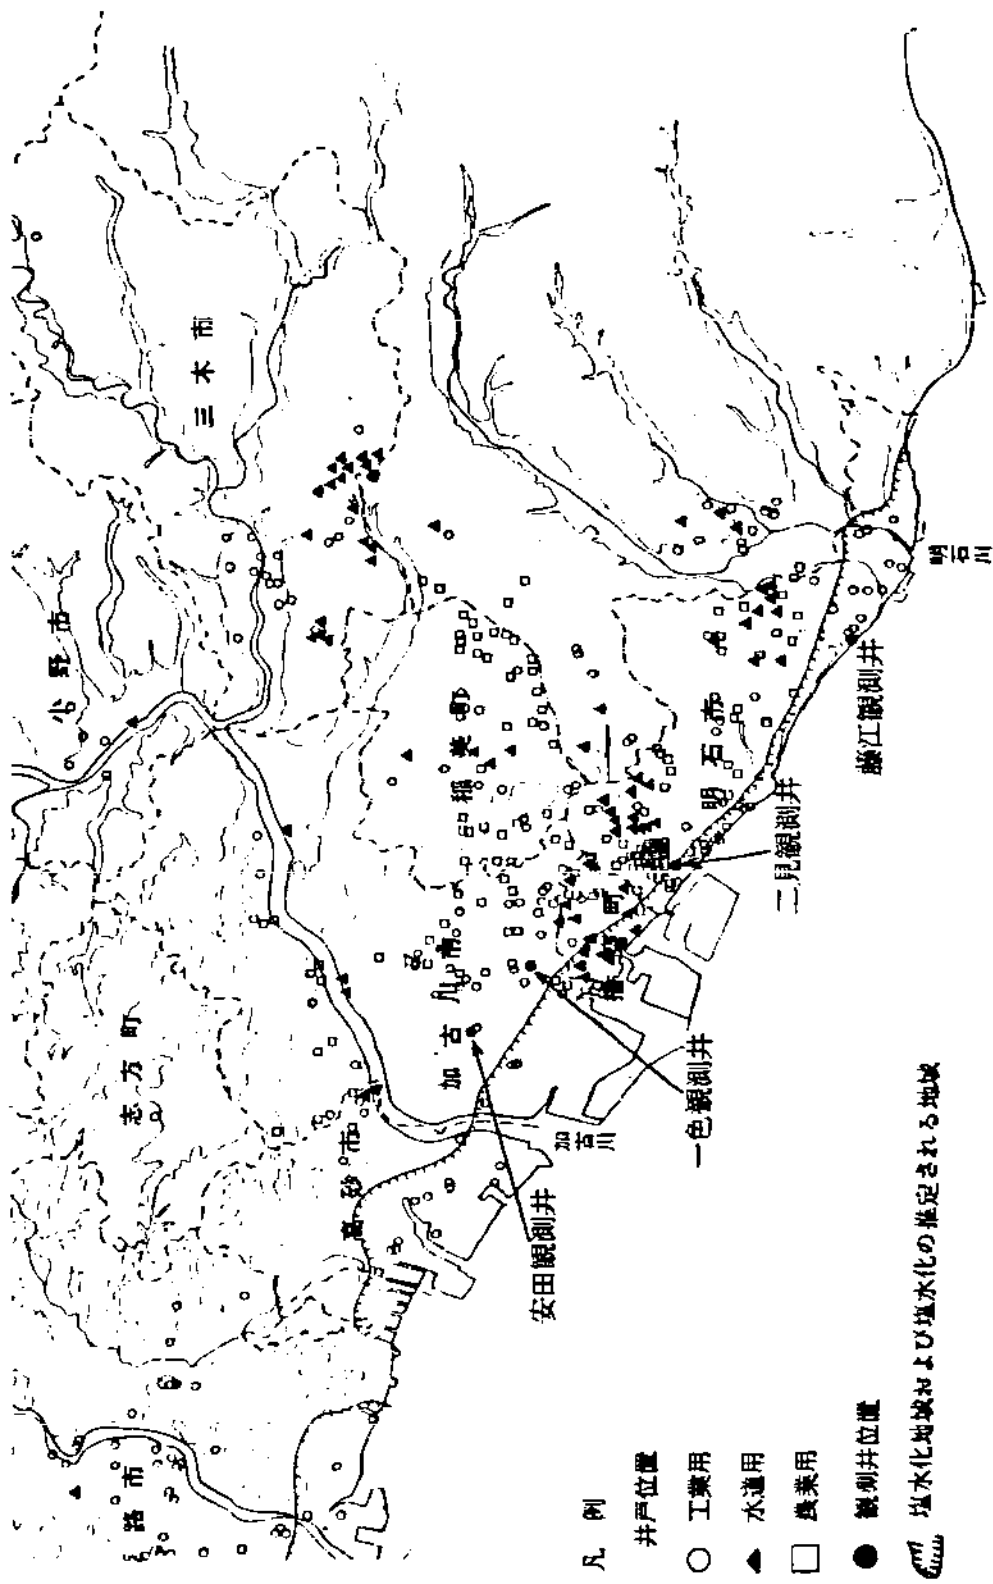 三木市
小野市
志方町
路市
高砂市
加古川市
稲美町
播磨町
明石市
加古川
明石川
安田観測井
一色観測井
二見観測井
藤江観測井
凡例
井戸位置
工業用
水道用
農業用
観測井位置
塩水化地域および塩水化の推定される地域